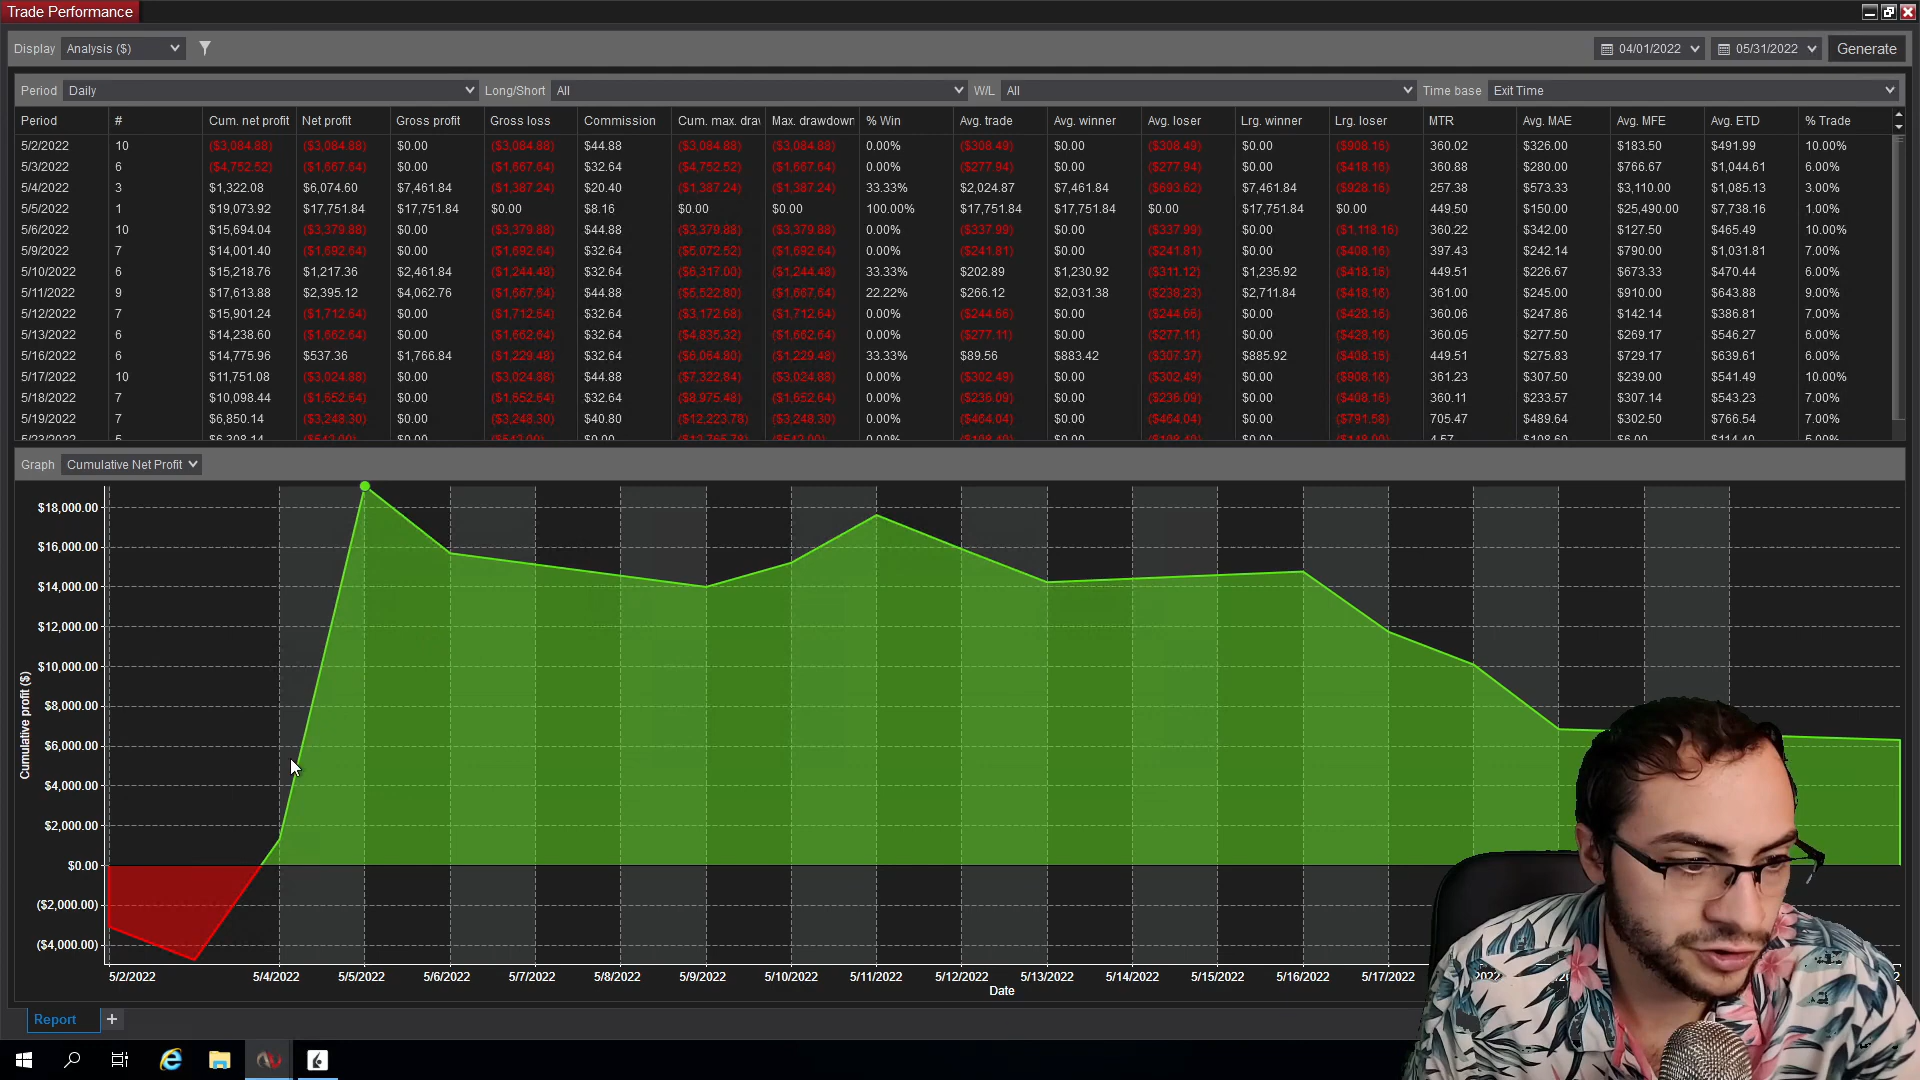 Trade Performance
Display Analysis ($) 04/01/2022 05/31/2022 Generate
Period Daily Long/Short All W/L All Time base Exit Time
Period # Cum. net profit Net profit Gross profit Gross loss Commission Cum. max. drav Max. drawdown % Win Avg. trade Avg. winner Avg. loser Lrg. winner Lrg. loser MTR Avg. MAE Avg. MFE Avg. ETD % Trade
5/2/2022 10 ($3,084.88) ($3,084.88) $0.00 ($3,084.88) $44.88 ($3,084.88) ($3,084.88) 0.00% ($308.49) $0.00 ($308.49) $0.00 ($908.16) 360.02 $326.00 $183.50 $491.99 10.00%
5/3/2022 6 ($4,752.52) ($1,667.64) $0.00 ($1,667.64) $32.64 ($4,752.52) ($1,667.64) 0.00% ($277.94) $0.00 ($277.94) $0.00 ($418.16) 360.88 $280.00 $766.67 $1,044.61 6.00%
5/4/2022 3 $1,322.08 $6,074.60 $7,461.84 ($1,387.24) $20.40 ($1,387.24) ($1,387.24) 33.33% $2,024.87 $7,461.84 ($693.62) $7,461.84 ($928.16) 257.38 $573.33 $3,110.00 $1,085.13 3.00%
5/5/2022 1 $19,073.92 $17,751.84 $17,751.84 $0.00 $8.16 $0.00 $0.00 100.00% $17,751.84 $17,751.84 $0.00 $17,751.84 $0.00 449.50 $150.00 $25,490.00 $7,738.16 1.00%
5/6/2022 10 $15,694.04 ($3,379.88) $0.00 ($3,379.88) $44.88 ($3,379.88) ($3,379.88) 0.00% ($337.99) $0.00 ($337.99) $0.00 ($1,118.16) 360.22 $342.00 $127.50 $465.49 10.00%
5/9/2022 7 $14,001.40 ($1,692.64) $0.00 ($1,692.64) $32.64 ($5,072.52) ($1,692.64) 0.00% ($241.81) $0.00 ($241.81) $0.00 ($408.16) 397.43 $242.14 $790.00 $1,031.81 7.00%
5/10/2022 6 $15,218.76 $1,217.36 $2,461.84 ($1,244.48) $32.64 ($6,317.00) ($1,244.48) 33.33% $202.89 $1,230.92 ($311.12) $1,235.92 ($418.16) 449.51 $226.67 $673.33 $470.44 6.00%
5/11/2022 9 $17,613.88 $2,395.12 $4,062.76 ($1,667.64) $44.88 ($5,522.80) ($1,667.64) 22.22% $266.12 $2,031.38 ($238.23) $2,711.84 ($418.16) 361.00 $245.00 $910.00 $643.88 9.00%
5/12/2022 7 $15,901.24 ($1,712.64) $0.00 ($1,712.64) $32.64 ($3,172.68) ($1,712.64) 0.00% ($244.66) $0.00 ($244.66) $0.00 ($428.16) 360.06 $247.86 $142.14 $386.81 7.00%
5/13/2022 6 $14,238.60 ($1,662.64) $0.00 ($1,662.64) $32.64 ($4,835.32) ($1,662.64) 0.00% ($277.11) $0.00 ($277.11) $0.00 ($428.16) 360.05 $277.50 $269.17 $546.27 6.00%
5/16/2022 6 $14,775.96 $537.36 $1,766.84 ($1,229.48) $32.64 ($6,064.80) ($1,229.48) 33.33% $89.56 $883.42 ($307.37) $885.92 ($408.16) 449.51 $275.83 $729.17 $639.61 6.00%
5/17/2022 10 $11,751.08 ($3,024.88) $0.00 ($3,024.88) $44.88 ($7,322.84) ($3,024.88) 0.00% ($302.49) $0.00 ($302.49) $0.00 ($908.16) 361.23 $307.50 $239.00 $541.49 10.00%
5/18/2022 7 $10,098.44 ($1,652.64) $0.00 ($1,652.64) $32.64 ($8,975.48) ($1,652.64) 0.00% ($236.09) $0.00 ($236.09) $0.00 ($408.16) 360.11 $233.57 $307.14 $543.23 7.00%
5/19/2022 7 $6,850.14 ($3,248.30) $0.00 ($3,248.30) $40.80 ($12,223.78) ($3,248.30) 0.00% ($464.04) $0.00 ($464.04) $0.00 ($791.58) 705.47 $489.64 $302.50 $766.54 7.00%
Graph Cumulative Net Profit
$18,000.00
$16,000.00
$14,000.00
$12,000.00
$10,000.00
$8,000.00
$6,000.00
$4,000.00
$2,000.00
$0.00
($2,000.00)
($4,000.00)
Cumulative profit ($)
5/2/2022 5/4/2022 5/5/2022 5/6/2022 5/7/2022 5/8/2022 5/9/2022 5/10/2022 5/11/2022 5/12/2022 5/13/2022 5/14/2022 5/15/2022 5/16/2022 5/17/2022
Date
Report +